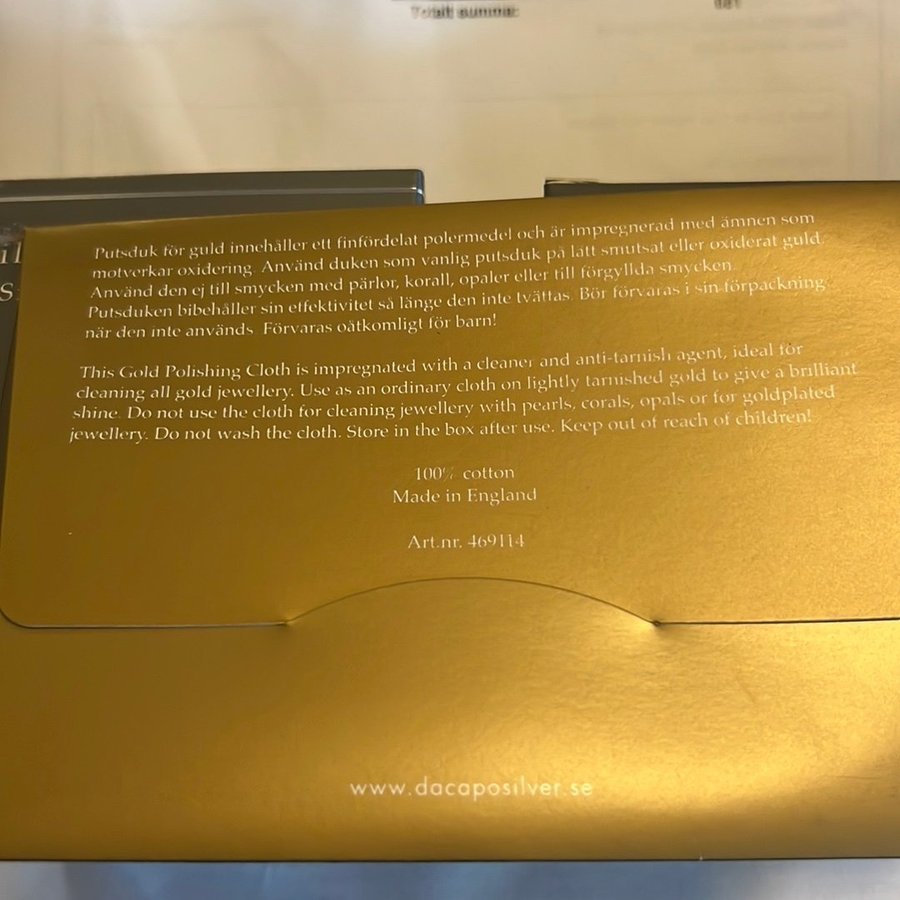 Totalt summa:
681
Putsduk för guld innehåller ett finfördelat polermedel och är impregnerad med ämnen som
motverkar oxidering. Använd duken som vanlig putsduk på lätt smutsat eller oxiderat guld.
Använd den ej till smycken med pärlor, korall, opaler eller till förgyllda smycken.
Putsduken bibehåller sin effektivitet så länge den inte tvättas. Bör förvaras i sin förpackning
när den inte används. Förvaras oåtkomligt för barn!
This Gold Polishing Cloth is impregnated with a cleaner and anti-tarnish agent, ideal for
cleaning all gold jewellery. Use as an ordinary cloth on lightly tarnished gold to give a brilliant
shine. Do not use the cloth for cleaning jewellery with pearls, corals, opals or for goldplated
jewellery. Do not wash the cloth. Store in the box after use. Keep out of reach of children!
100% cotton
Made in England
Art.nr. 469114
www.dacaposilver.se